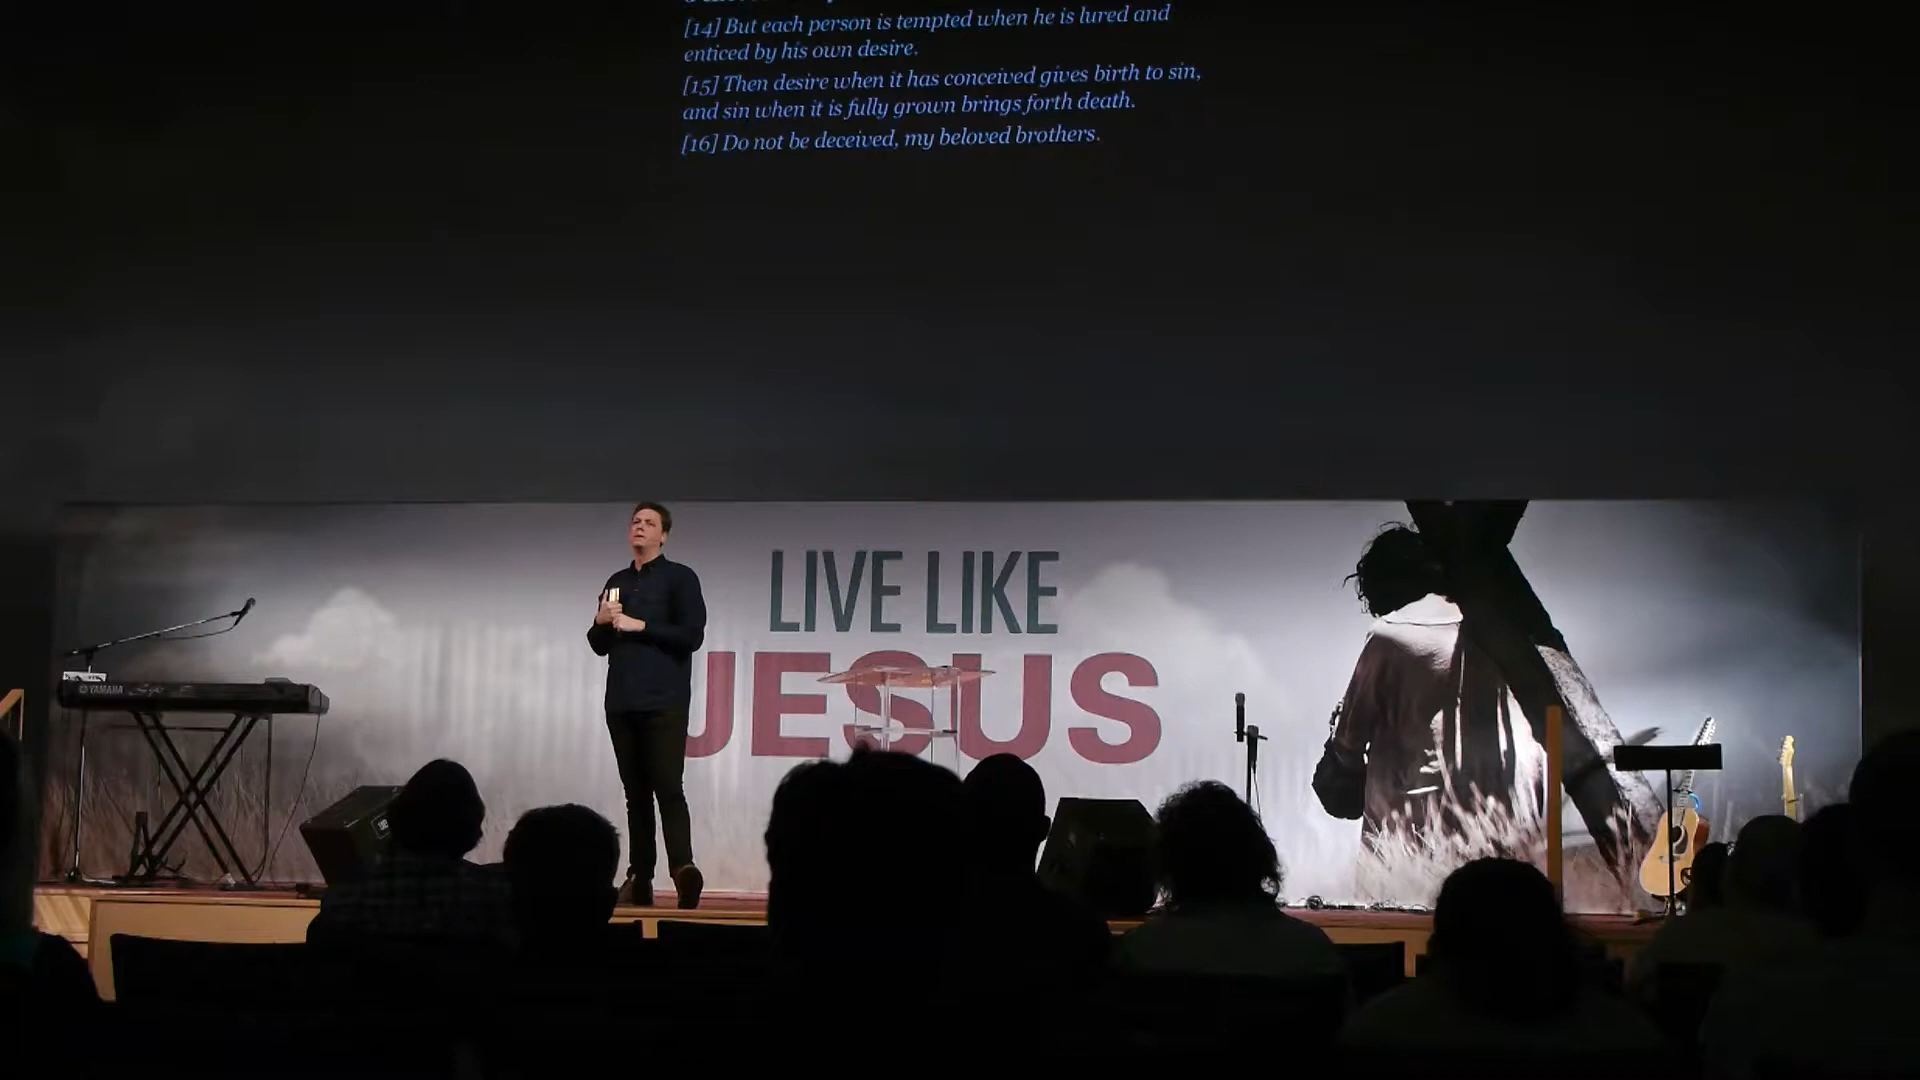 [14] But each person is tempted when he is lured and
enticed by his own desire.
[15] Then desire when it has conceived gives birth to sin,
and sin when it is fully grown brings forth death.
[16] Do not be deceived, my beloved brothers.
LIVE LIKE
JESUS
YAMAHA